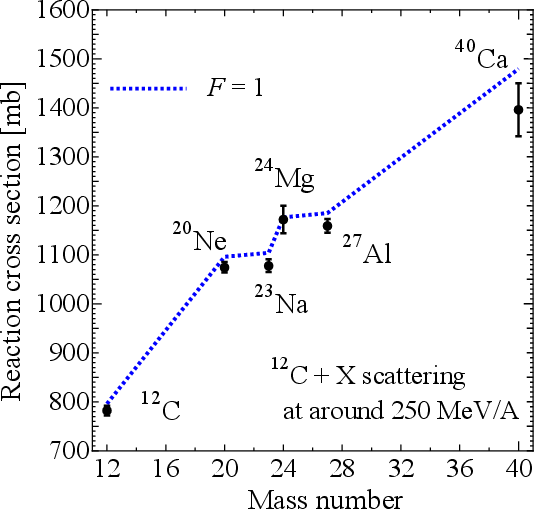 Reaction cross section [mb]
1600
1500
1400
1300
1200
1100
1000
900
800
700
F = 1
⁴⁰Ca
²⁴Mg
²⁰Ne
²⁷Al
²³Na
¹²C
¹²C + X scattering
at around 250 MeV/A
12 16 20 24 28 32 36 40
Mass number